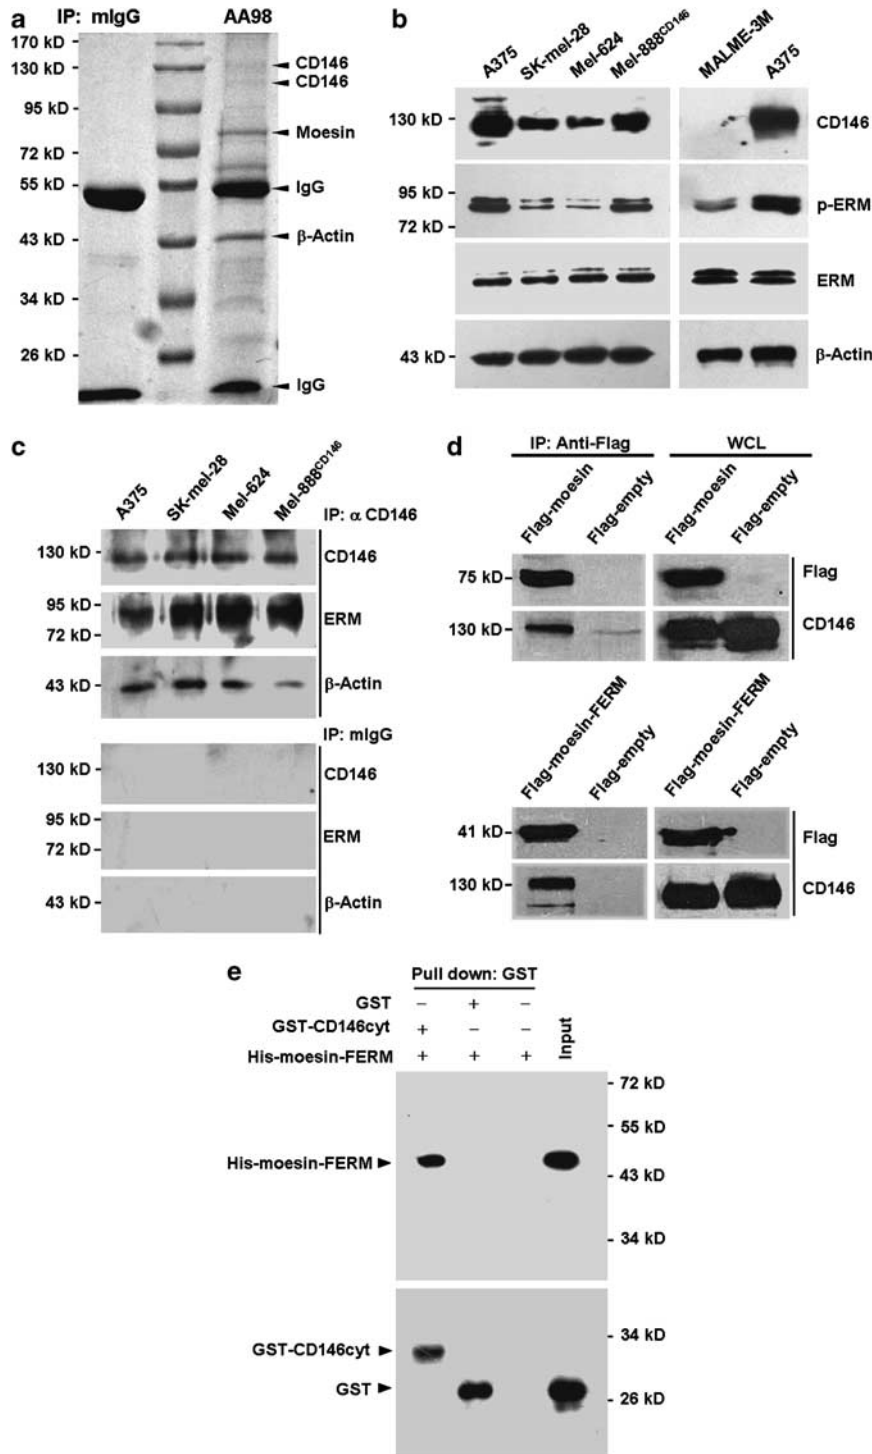 a
IP: mIgG AA98
170 kD
130 kD
95 kD
72 kD
55 kD
43 kD
34 kD
26 kD
CD146
CD146
Moesin
IgG
β-Actin
IgG
b
A375 SK-mel-28 Mel-624 Mel-888CD146 MALME-3M A375
130 kD CD146
95 kD
72 kD
p-ERM
ERM
43 kD β-Actin
c
A375 SK-mel-28 Mel-624 Mel-888CD146
IP: α CD146
130 kD CD146
95 kD
72 kD
ERM
43 kD β-Actin
IP: mIgG
130 kD CD146
95 kD
72 kD
ERM
43 kD β-Actin
d
IP: Anti-Flag WCL
Flag-moesin Flag-empty Flag-moesin Flag-empty
75 kD Flag
130 kD CD146
Flag-moesin-FERM Flag-empty Flag-moesin-FERM Flag-empty
41 kD Flag
130 kD CD146
e
Pull down: GST
GST – + –
GST-CD146cyt + – –
His-moesin-FERM + + +
Input
72 kD
55 kD
His-moesin-FERM
43 kD
34 kD
34 kD
GST-CD146cyt
GST
26 kD